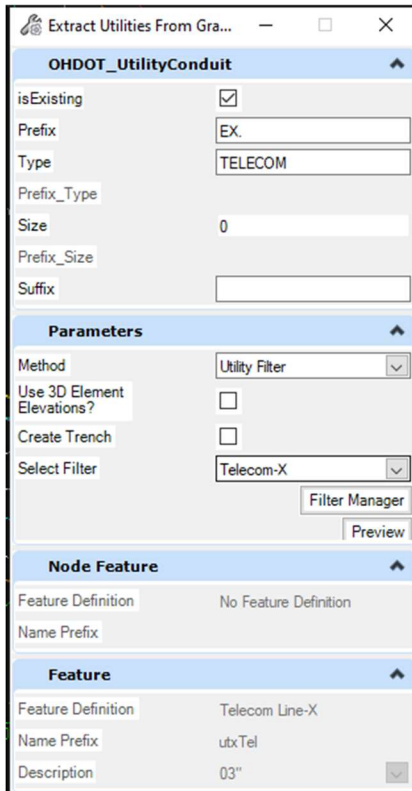 Extract Utilities From Gra...
OHDOT_UtilityConduit
isExisting
Prefix EX.
Type TELECOM
Prefix_Type
Size 0
Prefix_Size
Suffix
Parameters
Method Utility Filter
Use 3D Element
Elevations?
Create Trench
Select Filter Telecom-X
Filter Manager
Preview
Node Feature
Feature Definition No Feature Definition
Name Prefix
Feature
Feature Definition Telecom Line-X
Name Prefix utxTel
Description 03"